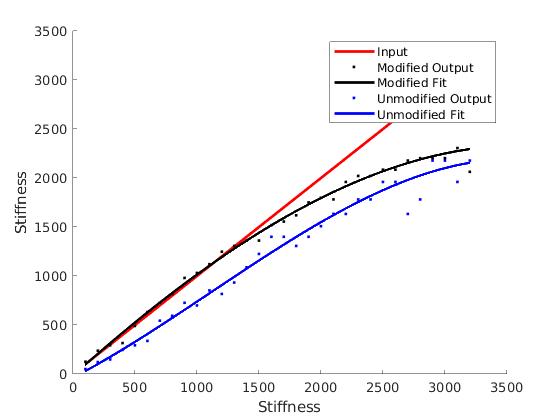 3500
3000
2500
2000
1500
1000
500
0
Stiffness
Input
Modified Output
Modified Fit
Unmodified Output
Unmodified Fit
0 500 1000 1500 2000 2500 3000 3500
Stiffness